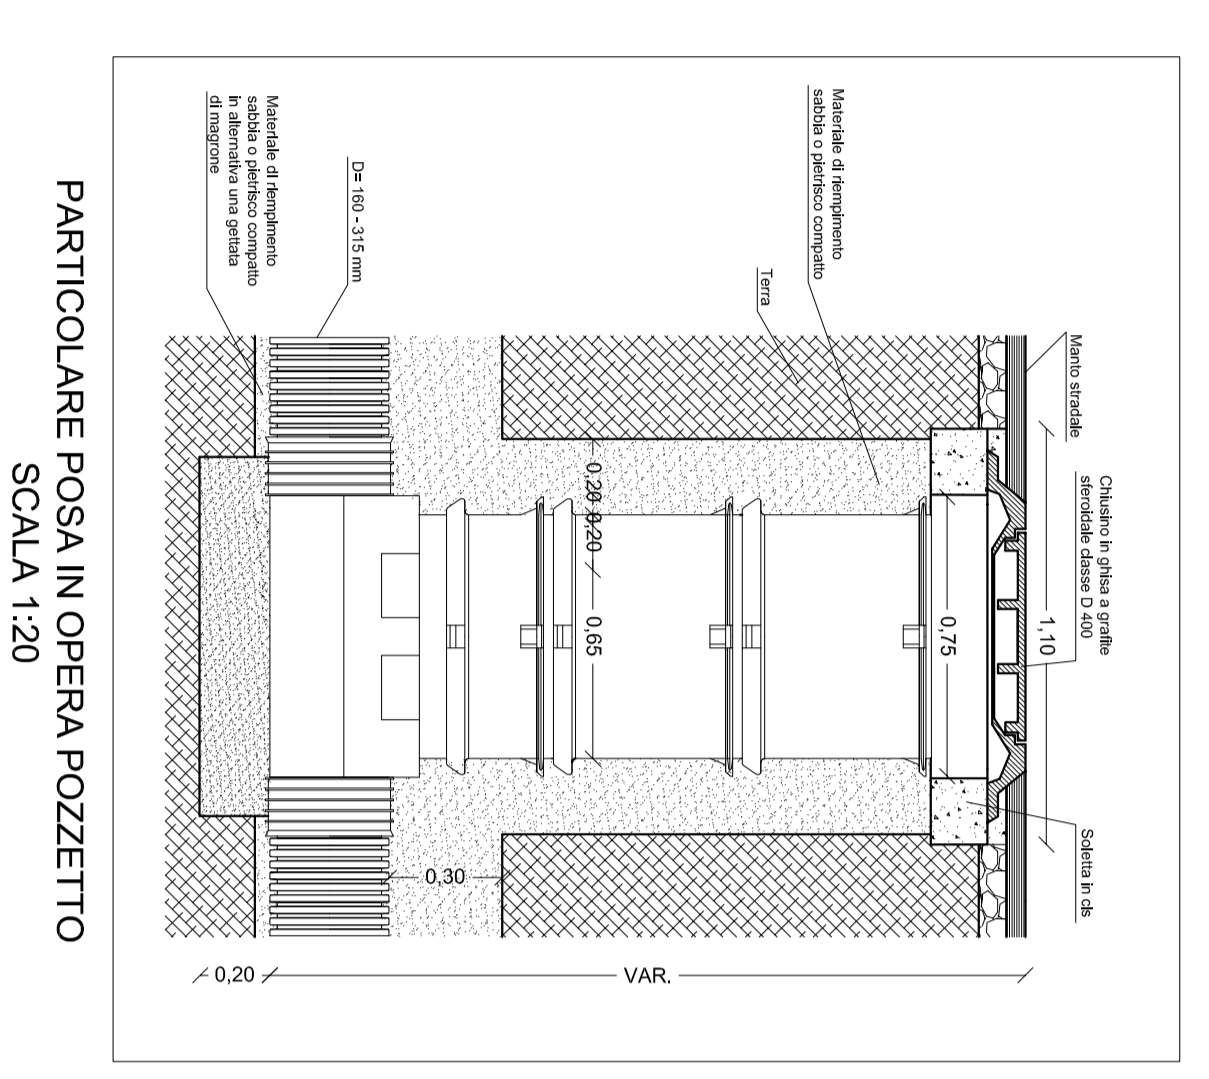 Manto stradale
Chiusino in ghisa a grafite
sferoidale classe D 400
Soletta in cls
1,10
0,75
Materiale di riempimento
sabbia o pietrisco compatto
Terra
0,20 0,20
0,65
0,30
VAR.
0,20
D= 160 - 315 mm
Materiale di riempimento
sabbia o pietrisco compatto
in alternativa una gettata
di magrone
PARTICOLARE POSA IN OPERA POZZETTO
SCALA 1:20